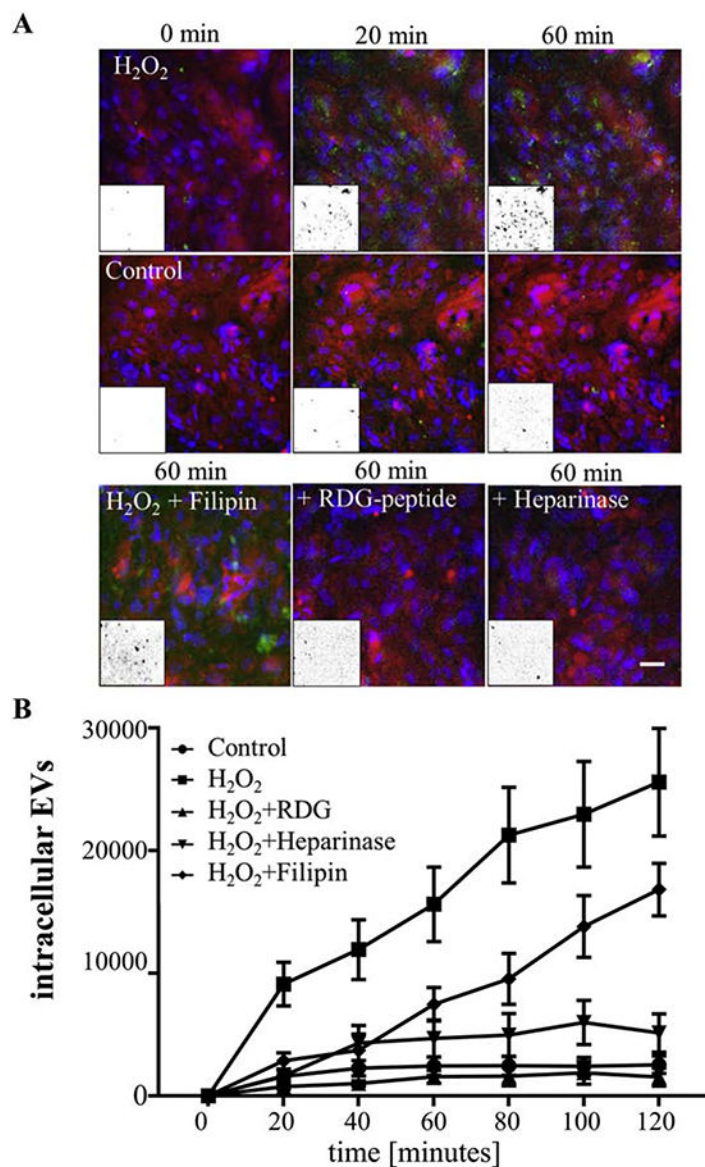 A
0 min 20 min 60 min
H₂O₂
Control
60 min 60 min 60 min
H₂O₂ + Filipin + RDG-peptide + Heparinase
B
30000
20000
10000
0
intracellular EVs
Control
H₂O₂
H₂O₂+RDG
H₂O₂+Heparinase
H₂O₂+Filipin
0 20 40 60 80 100 120
time [minutes]